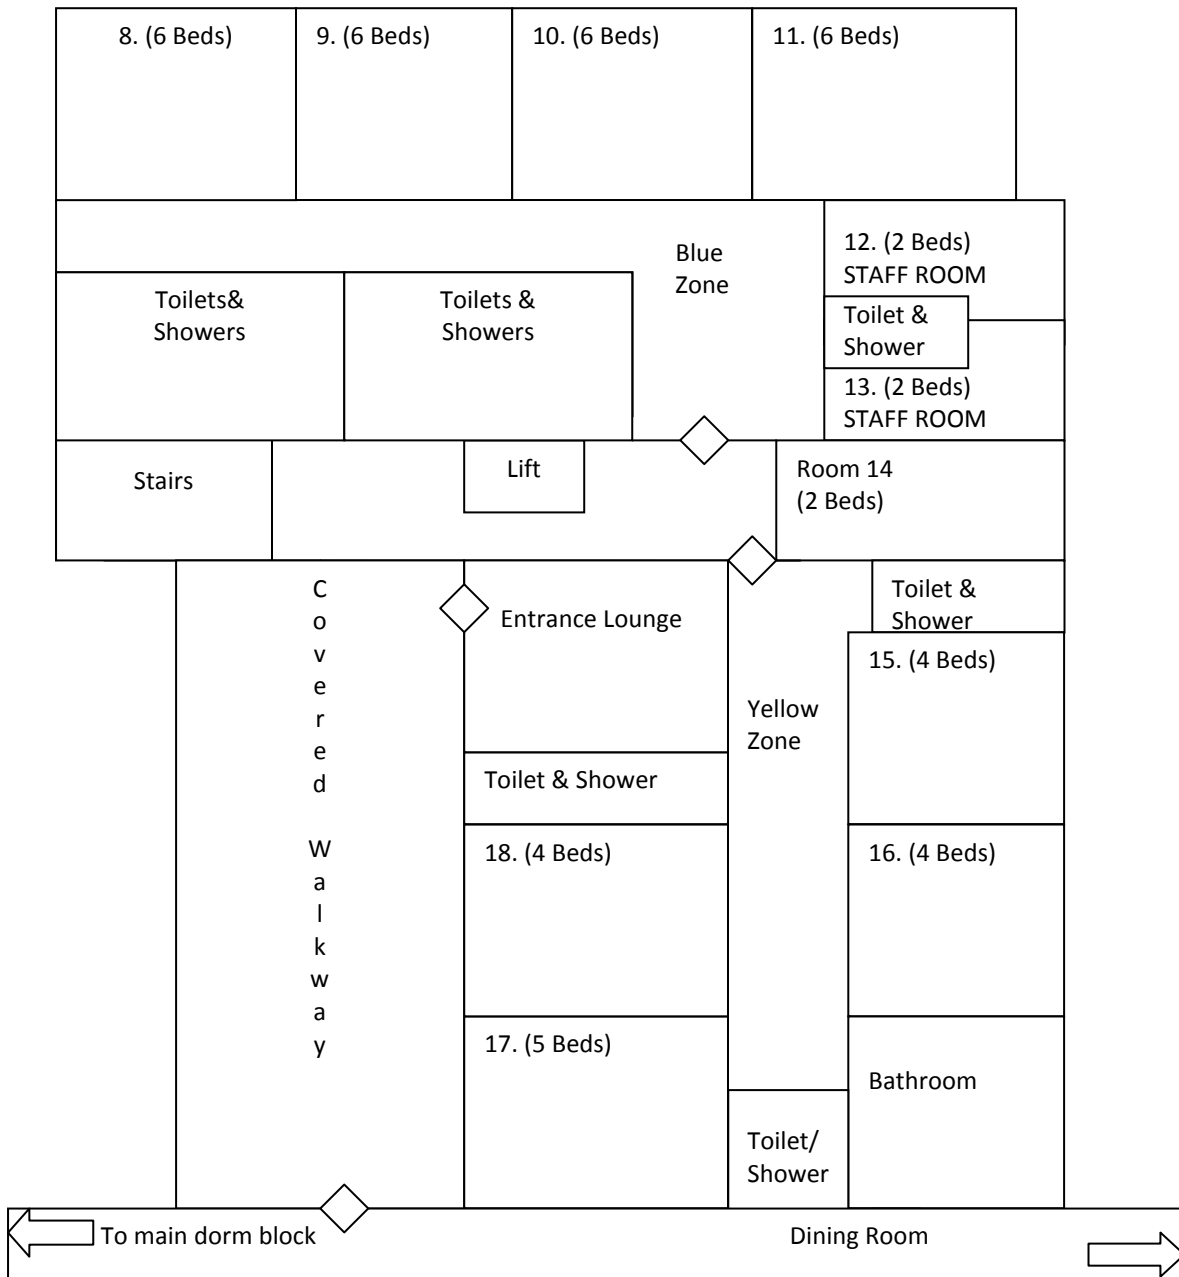 8. (6 Beds)
9. (6 Beds)
10. (6 Beds)
11. (6 Beds)
Blue
Zone
12. (2 Beds)
STAFF ROOM
Toilets&
Showers
Toilets &
Showers
Toilet &
Shower
13. (2 Beds)
STAFF ROOM
Stairs
Lift
Room 14
(2 Beds)
Covered Walkway
Entrance Lounge
Toilet &
Shower
15. (4 Beds)
Yellow
Zone
Toilet & Shower
18. (4 Beds)
16. (4 Beds)
17. (5 Beds)
Bathroom
Toilet/
Shower
To main dorm block
Dining Room